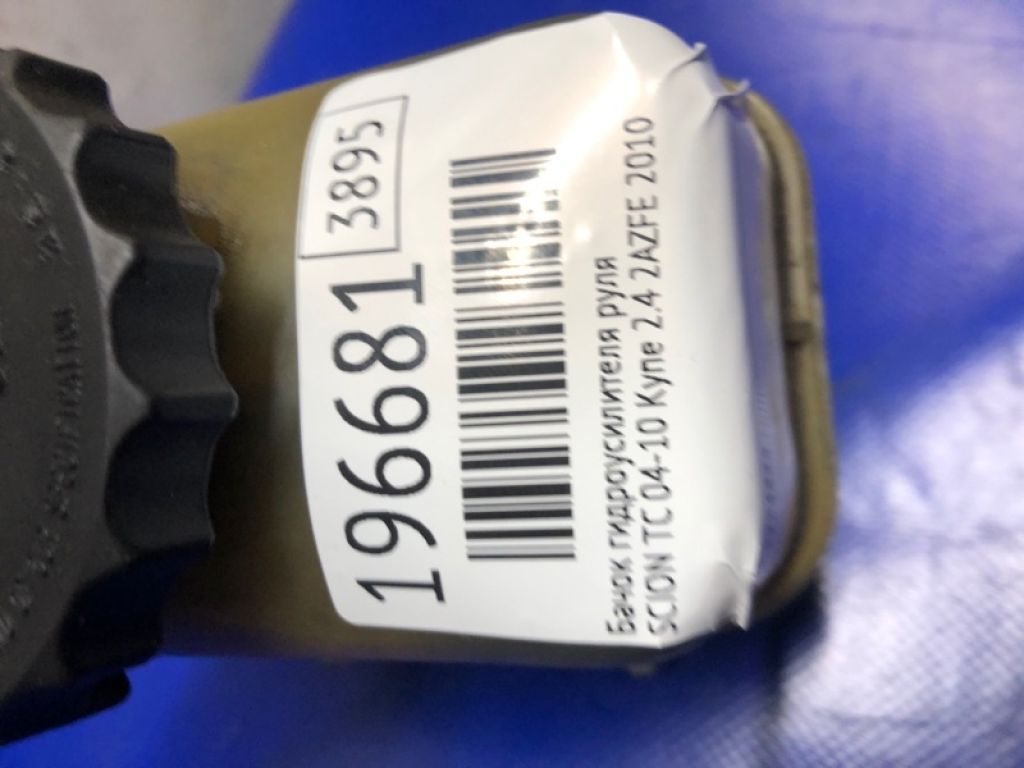 196681
3895
Бачок гидроусилителя руля
SCION TC 04-10 Купе 2.4 2AZFE 2010